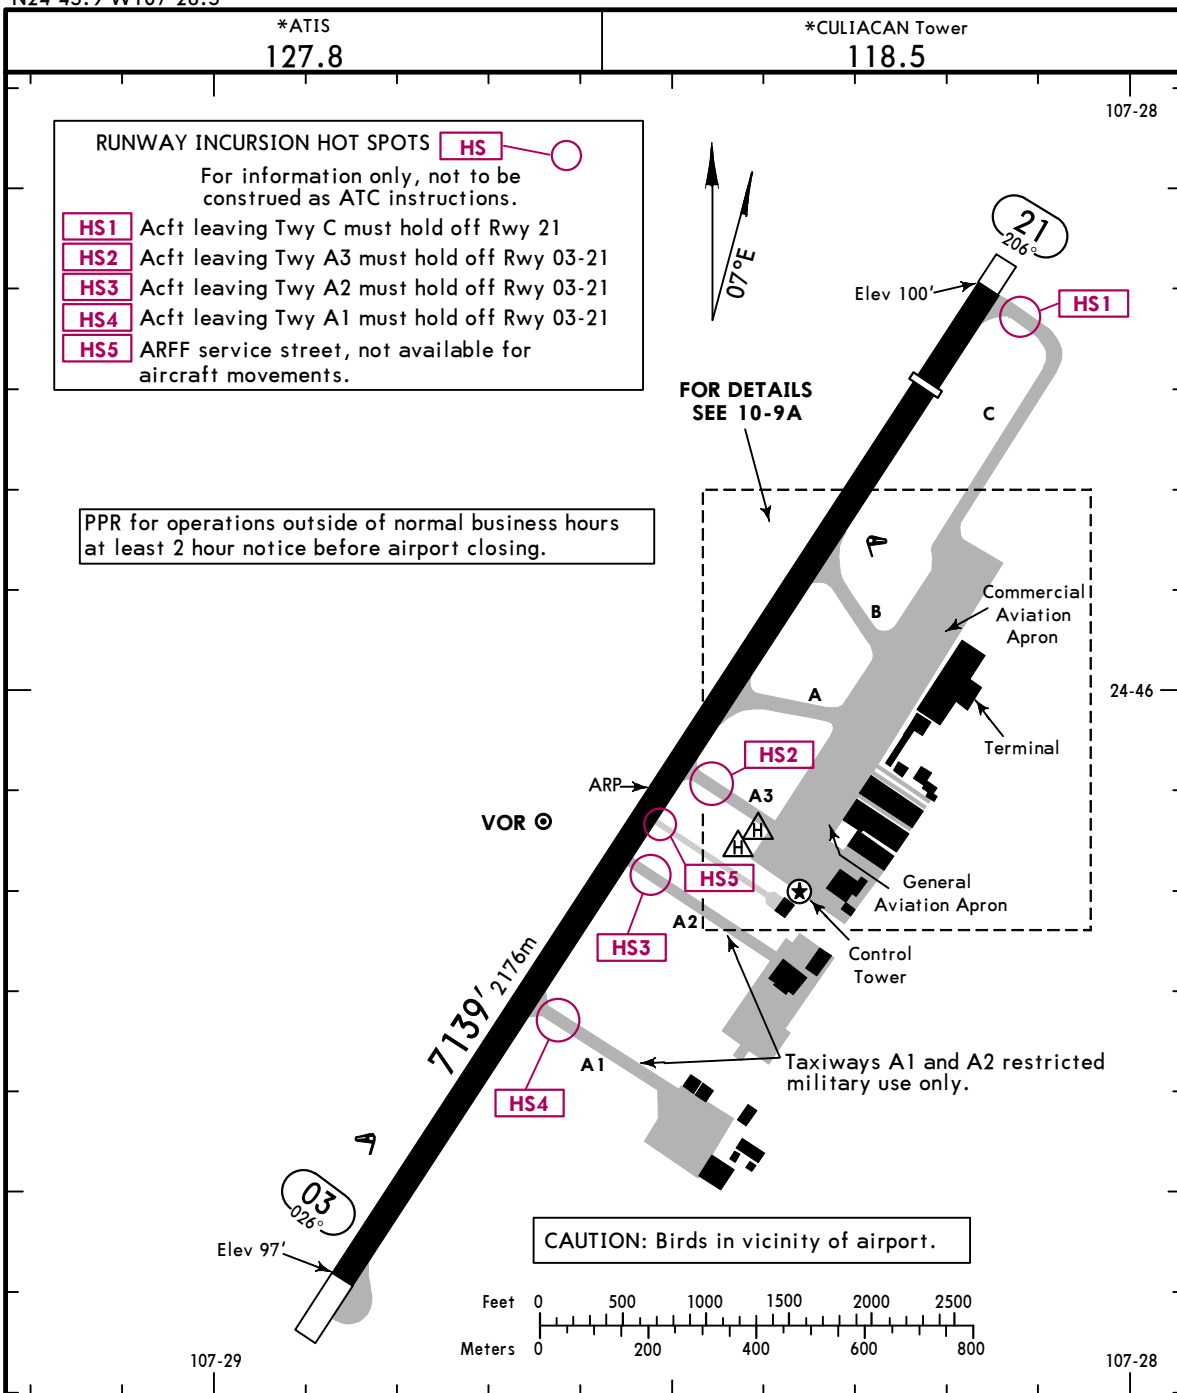 *ATIS
127.8
*CULIACAN Tower
118.5
107-28
RUNWAY INCURSION HOT SPOTS HS
For information only, not to be
construed as ATC instructions.
HS1 Acft leaving Twy C must hold off Rwy 21
HS2 Acft leaving Twy A3 must hold off Rwy 03-21
HS3 Acft leaving Twy A2 must hold off Rwy 03-21
HS4 Acft leaving Twy A1 must hold off Rwy 03-21
HS5 ARFF service street, not available for
aircraft movements.
07°E
21
206°
Elev 100'
HS1
FOR DETAILS
SEE 10-9A
C
PPR for operations outside of normal business hours
at least 2 hour notice before airport closing.
Commercial
Aviation
Apron
B
A
24-46
Terminal
HS2
ARP
A3
VOR
H
H
HS5
General
Aviation Apron
A2
HS3
Control
Tower
7139' 2176m
A1
Taxiways A1 and A2 restricted
military use only.
HS4
03
026°
Elev 97'
CAUTION: Birds in vicinity of airport.
Feet 0 500 1000 1500 2000 2500
Meters 0 200 400 600 800
107-29
107-28